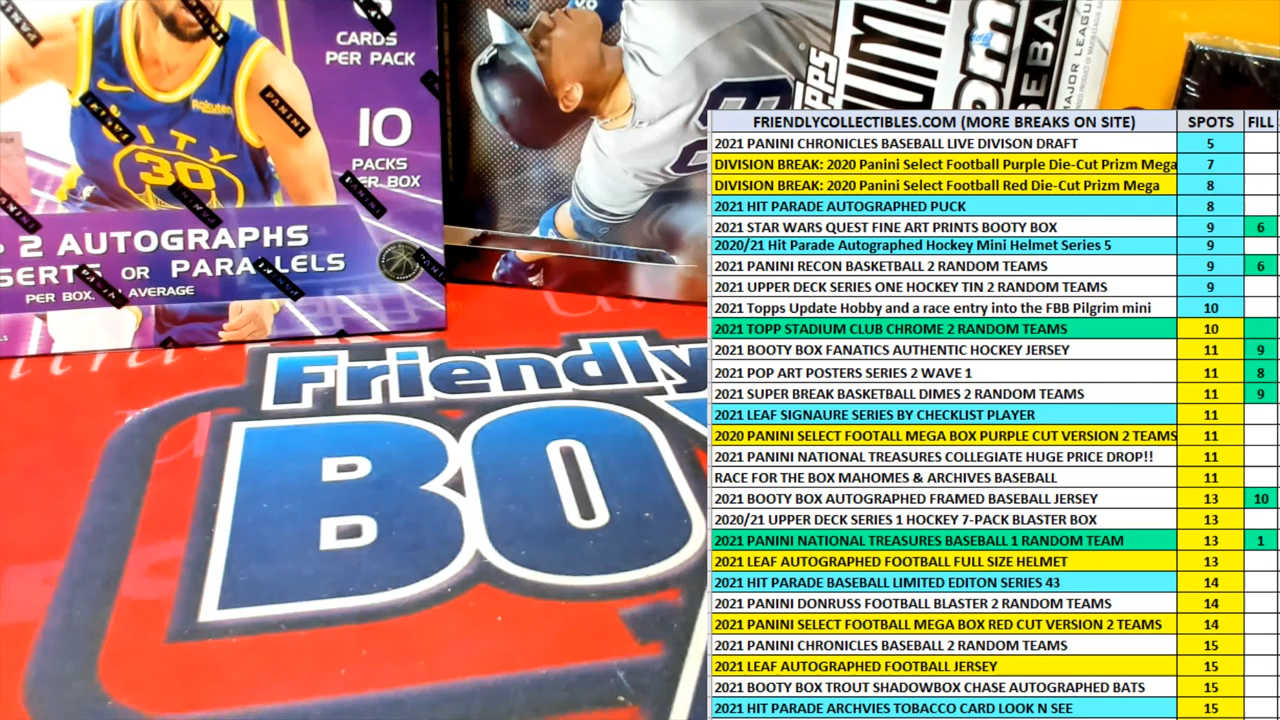 CARDS
PER PACK
10
PACKS
PER BOX
PANINI
Rakuten
CITY
30
2 AUTOGRAPHS
SERTS OR PARALLELS
PER BOX, AVERAGE
TOPPS
MAJOR LEAGUE
Friendly
BO
FRIENDLYCOLLECTIBLES.COM (MORE BREAKS ON SITE) SPOTS FILL
2021 PANINI CHRONICLES BASEBALL LIVE DIVISON DRAFT 5
DIVISION BREAK: 2020 Panini Select Football Purple Die-Cut Prizm Mega 7
DIVISION BREAK: 2020 Panini Select Football Red Die-Cut Prizm Mega 8
2021 HIT PARADE AUTOGRAPHED PUCK 8
2021 STAR WARS QUEST FINE ART PRINTS BOOTY BOX 9 6
2020/21 Hit Parade Autographed Hockey Mini Helmet Series 5 9
2021 PANINI RECON BASKETBALL 2 RANDOM TEAMS 9 6
2021 UPPER DECK SERIES ONE HOCKEY TIN 2 RANDOM TEAMS 9
2021 Topps Update Hobby and a race entry into the FBB Pilgrim mini 10
2021 TOPP STADIUM CLUB CHROME 2 RANDOM TEAMS 10
2021 BOOTY BOX FANATICS AUTHENTIC HOCKEY JERSEY 11 9
2021 POP ART POSTERS SERIES 2 WAVE 1 11 8
2021 SUPER BREAK BASKETBALL DIMES 2 RANDOM TEAMS 11 9
2021 LEAF SIGNAURE SERIES BY CHECKLIST PLAYER 11
2020 PANINI SELECT FOOTALL MEGA BOX PURPLE CUT VERSION 2 TEAMS 11
2021 PANINI NATIONAL TREASURES COLLEGIATE HUGE PRICE DROP!! 11
RACE FOR THE BOX MAHOMES & ARCHIVES BASEBALL 11
2021 BOOTY BOX AUTOGRAPHED FRAMED BASEBALL JERSEY 13 10
2020/21 UPPER DECK SERIES 1 HOCKEY 7-PACK BLASTER BOX 13
2021 PANINI NATIONAL TREASURES BASEBALL 1 RANDOM TEAM 13 1
2021 LEAF AUTOGRAPHED FOOTBALL FULL SIZE HELMET 13
2021 HIT PARADE BASEBALL LIMITED EDITON SERIES 43 14
2021 PANINI DONRUSS FOOTBALL BLASTER 2 RANDOM TEAMS 14
2021 PANINI SELECT FOOTBALL MEGA BOX RED CUT VERSION 2 TEAMS 14
2021 PANINI CHRONICLES BASEBALL 2 RANDOM TEAMS 15
2021 LEAF AUTOGRAPHED FOOTBALL JERSEY 15
2021 BOOTY BOX TROUT SHADOWBOX CHASE AUTOGRAPHED BATS 15
2021 HIT PARADE ARCHVIES TOBACCO CARD LOOK N SEE 15